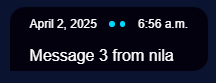 April 2, 2025 •• 6:56 a.m.
Message 3 from nila